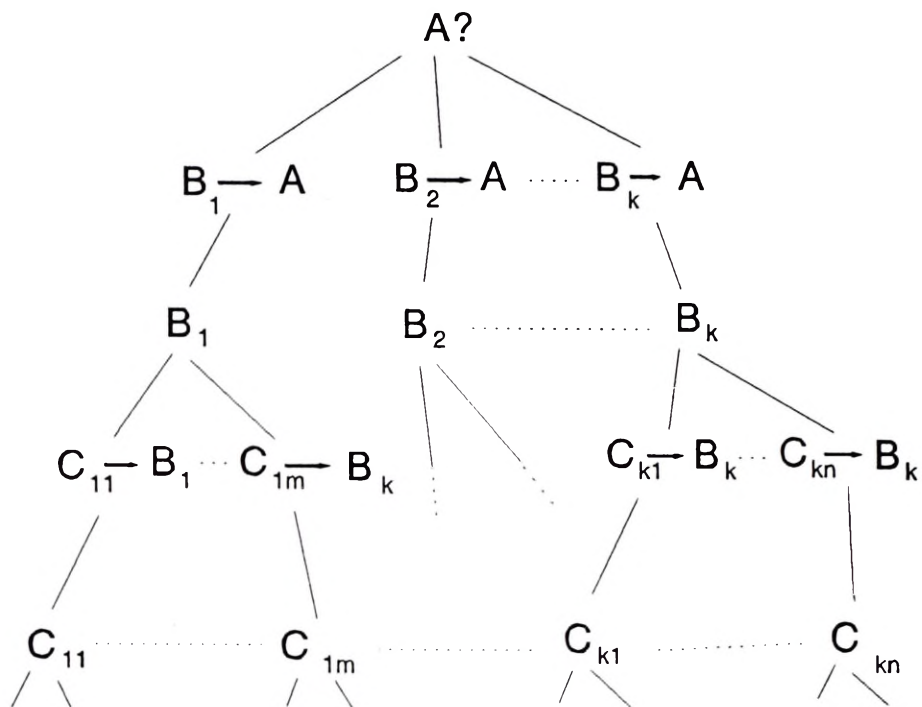 A?
B₁ → A B₂ → A ..... Bₖ → A
B₁ B₂ .................... Bₖ
C₁₁ → B₁ ... C₁ₘ → Bₖ Cₖ₁ → Bₖ ... Cₖₙ → Bₖ
C₁₁ .................... C₁ₘ .................... Cₖ₁ .................... Cₖₙ